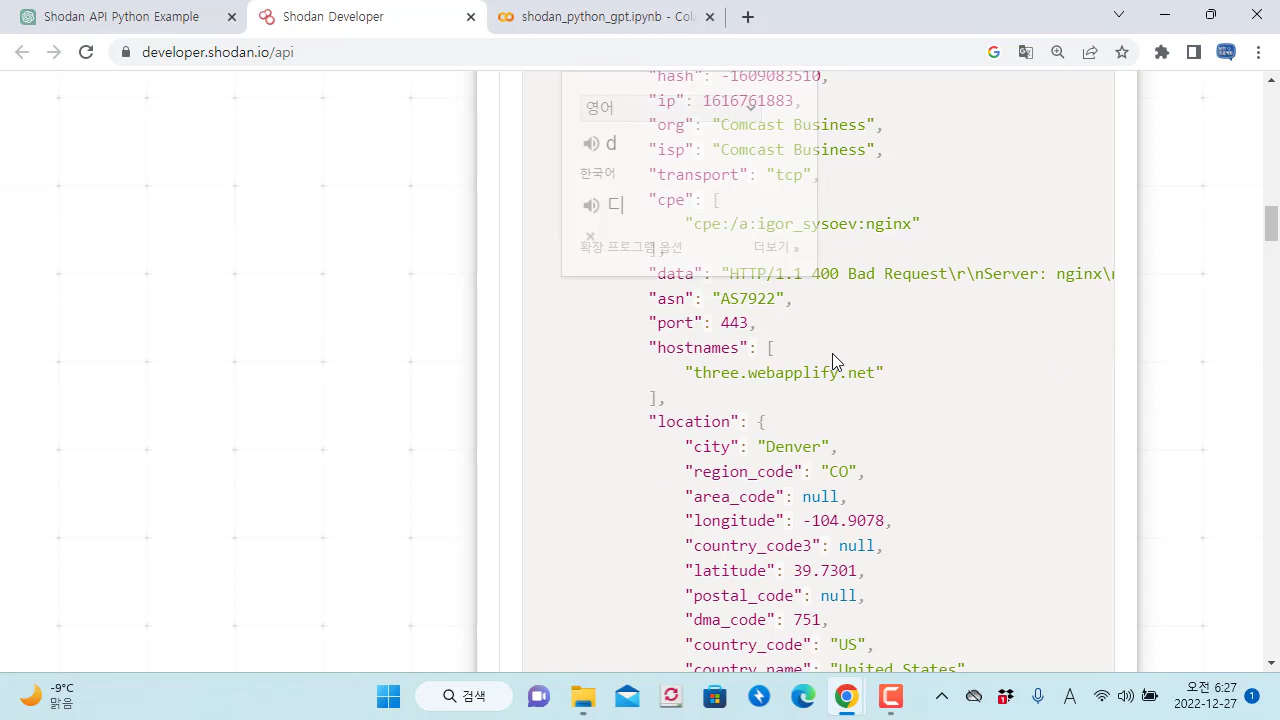 Shodan API Python Example
Shodan Developer
shodan_python_gpt.ipynb - Col
developer.shodan.io/api
"hash": -1609083510,
"ip": 1616761883,
"org": "Comcast Business",
"isp": "Comcast Business",
"transport": "tcp",
"cpe": [
"cpe:/a:igor_sysoev:nginx"
],
"data": "HTTP/1.1 400 Bad Request\r\nServer: nginx\r
"asn": "AS7922",
"port": 443,
"hostnames": [
"three.webapplify.net"
],
"location": {
"city": "Denver",
"region_code": "CO",
"area_code": null,
"longitude": -104.9078,
"country_code3": null,
"latitude": 39.7301,
"postal_code": null,
"dma_code": 751,
"country_code": "US",
"country_name": "United States"
영어
d
한국어
디
확장 프로그램 옵션
더보기 »
-9°C
맑음
검색
1
A
오전 6:27
2022-12-27
1